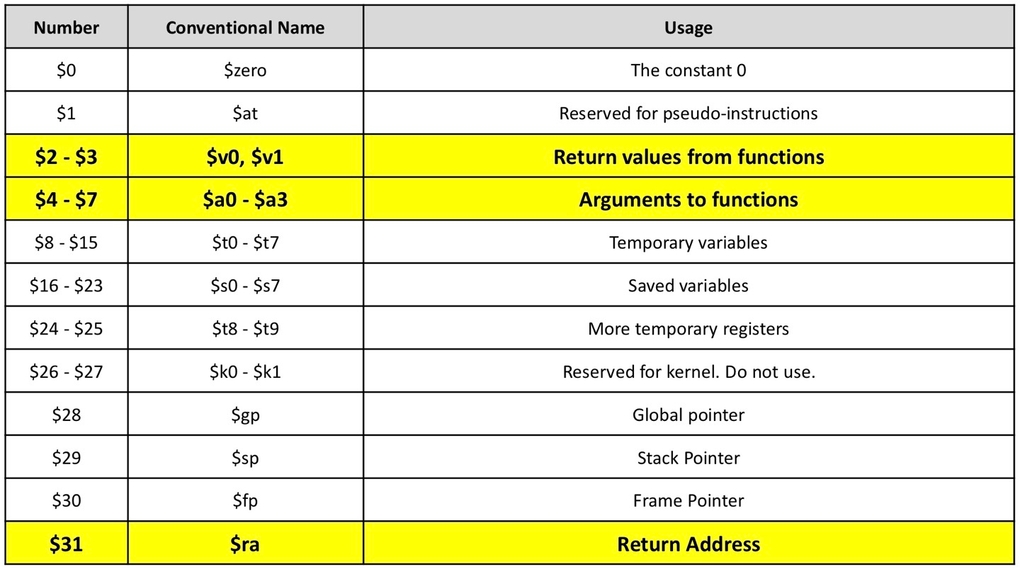 Number Conventional Name Usage
$0 $zero The constant 0
$1 $at Reserved for pseudo-instructions
$2 - $3 $v0, $v1 Return values from functions
$4 - $7 $a0 - $a3 Arguments to functions
$8 - $15 $t0 - $t7 Temporary variables
$16 - $23 $s0 - $s7 Saved variables
$24 - $25 $t8 - $t9 More temporary registers
$26 - $27 $k0 - $k1 Reserved for kernel. Do not use.
$28 $gp Global pointer
$29 $sp Stack Pointer
$30 $fp Frame Pointer
$31 $ra Return Address